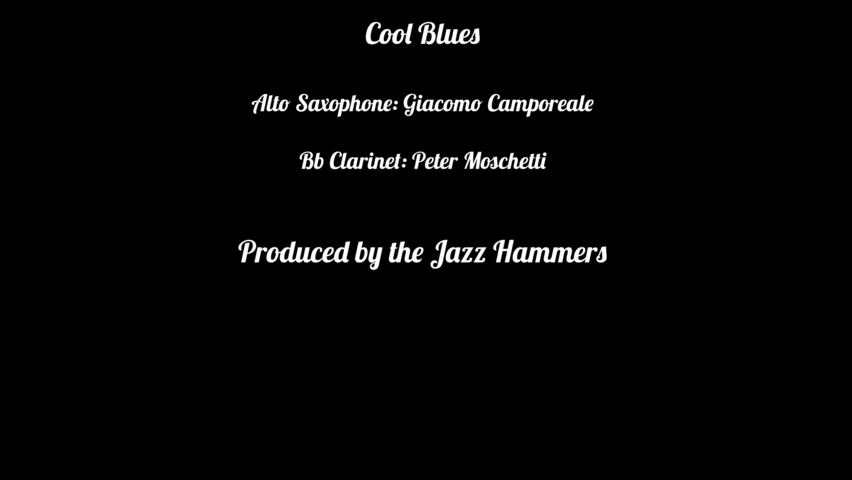 Cool Blues
Alto Saxophone: Giacomo Camporeale
Bb Clarinet: Peter Moschetti
Produced by the Jazz Hammers